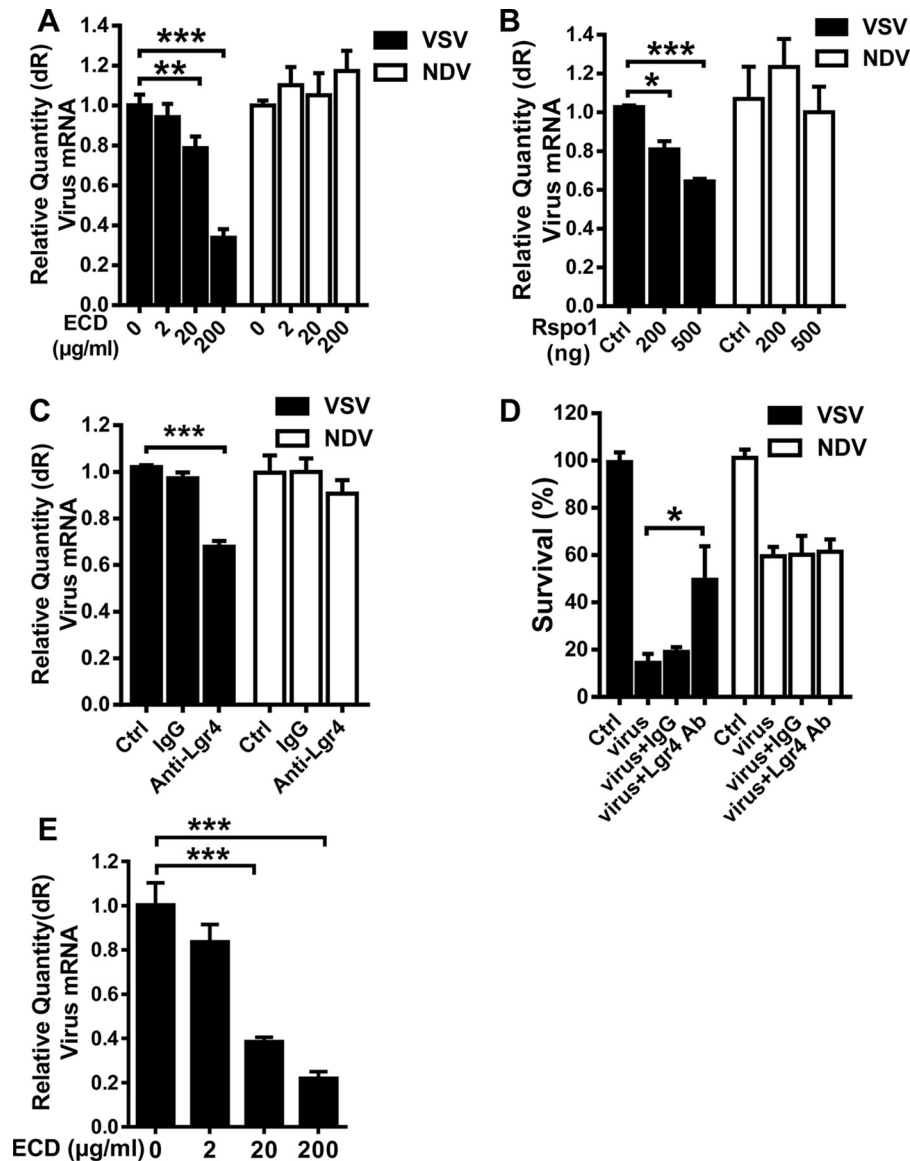 A
Relative Quantity (dR)
Virus mRNA
1.4
1.2
1.0
0.8
0.6
0.4
0.2
0.0
***
**
VSV
NDV
ECD
(µg/ml)
0
2
20
200
0
2
20
200
B
Relative Quantity (dR)
Virus mRNA
1.4
1.2
1.0
0.8
0.6
0.4
0.2
0.0
***
*
VSV
NDV
Rspo1
(ng)
Ctrl
200
500
Ctrl
200
500
C
Relative Quantity (dR)
Virus mRNA
1.2
1.0
0.8
0.6
0.4
0.2
0.0
***
VSV
NDV
Ctrl
IgG
Anti-Lgr4
Ctrl
IgG
Anti-Lgr4
D
Survival (%)
120
100
80
60
40
20
0
*
VSV
NDV
Ctrl
virus
virus+IgG
virus+Lgr4 Ab
Ctrl
virus
virus+IgG
virus+Lgr4 Ab
E
Relative Quantity(dR)
Virus mRNA
1.2
1.0
0.8
0.6
0.4
0.2
0.0
***
***
ECD (µg/ml) 0 2 20 200